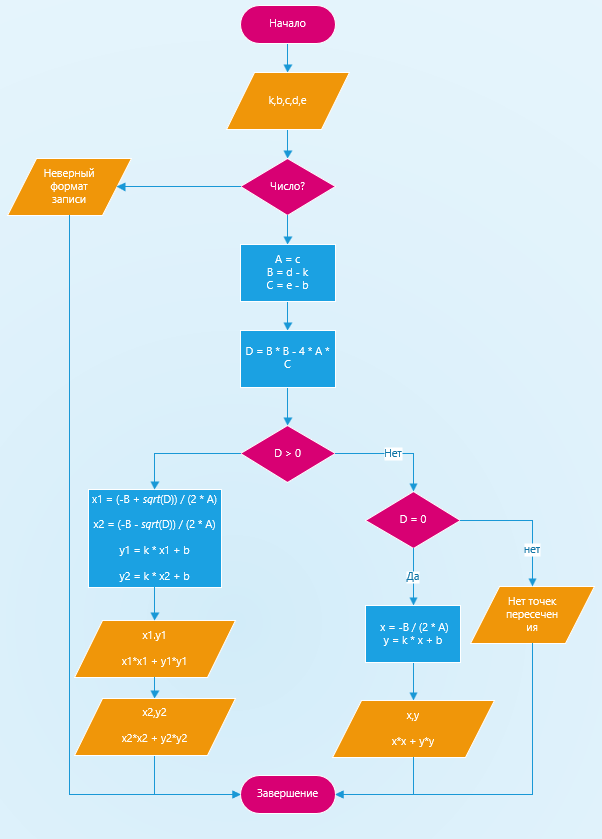 Начало
k,b,c,d,e
Неверный
формат
записи
Число?
A = c
B = d - k
C = e - b
D = B * B - 4 * A *
C
D > 0
Нет
x1 = (-B + sqrt(D)) / (2 * A)
x2 = (-B - sqrt(D)) / (2 * A)
y1 = k * x1 + b
y2 = k * x2 + b
D = 0
нет
Да
Нет точек
пересечен
ия
x = -B / (2 * A)
y = k * x + b
x1,y1
x1*x1 + y1*y1
x2,y2
x2*x2 + y2*y2
x,y
x*x + y*y
Завершение